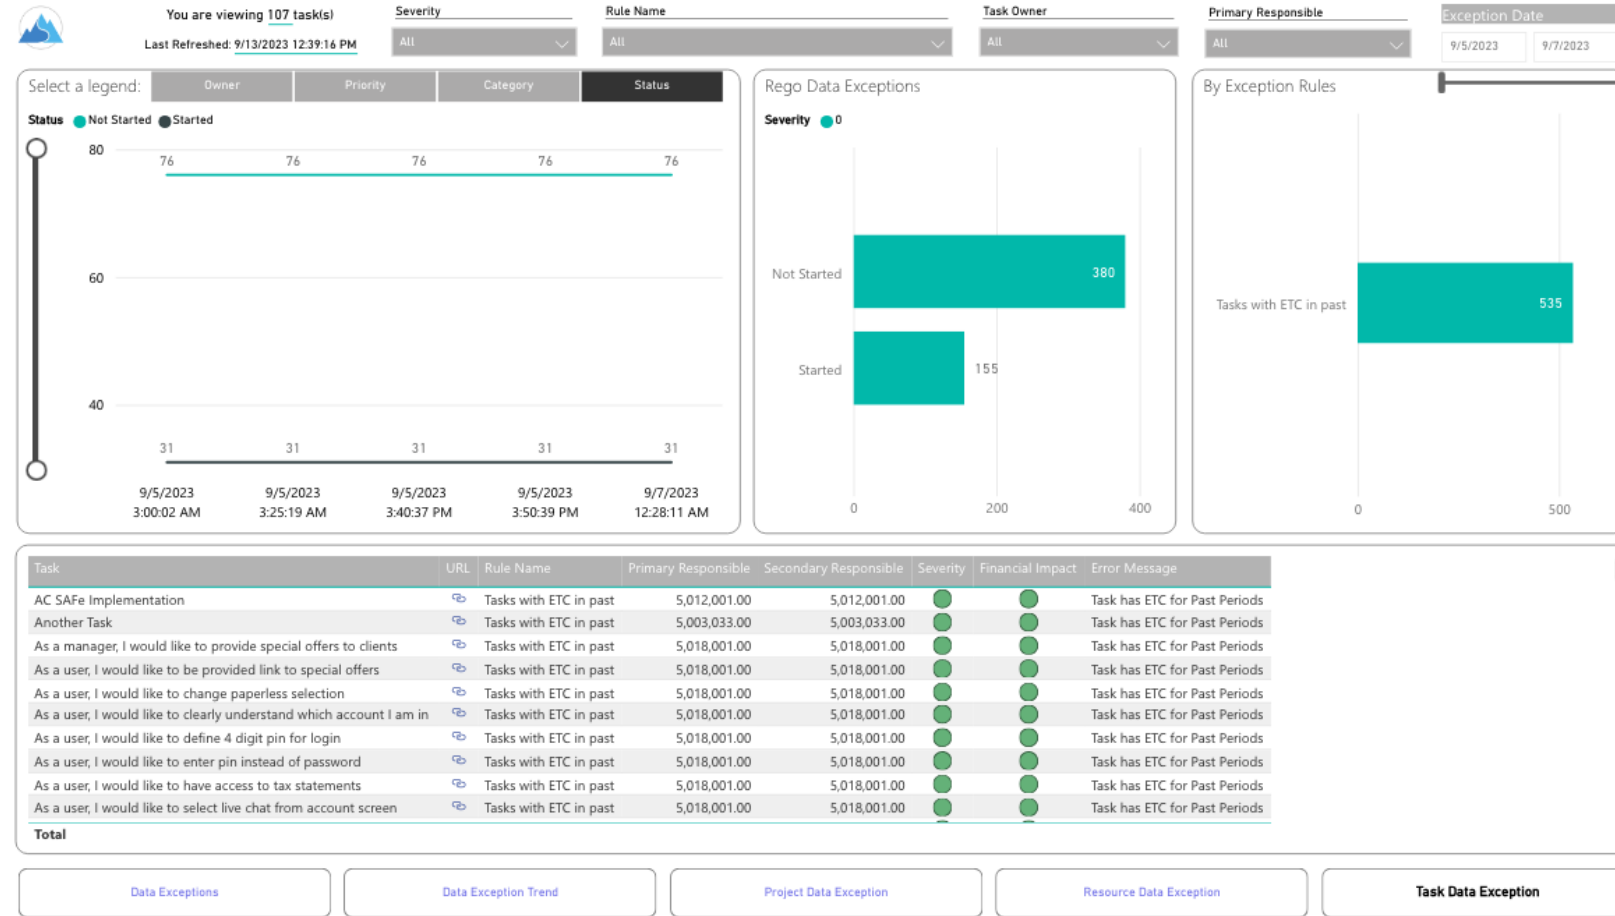 You are viewing 107 task(s)
Last Refreshed: 9/13/2023 12:39:16 PM
Severity
All
Rule Name
All
Task Owner
All
Primary Responsible
All
Exception Date
9/5/2023 9/7/2023
Select a legend: Owner Priority Category Status
Status Not Started Started
80
76 76 76 76 76
60
40
31 31 31 31 31
9/5/2023 9/5/2023 9/5/2023 9/5/2023 9/7/2023
3:00:02 AM 3:25:19 AM 3:40:37 PM 3:50:39 PM 12:28:11 AM
Rego Data Exceptions
Severity 0
Not Started 380
Started 155
0 200 400
By Exception Rules
Tasks with ETC in past 535
0 500
Task URL Rule Name Primary Responsible Secondary Responsible Severity Financial Impact Error Message
AC SAFe Implementation Tasks with ETC in past 5,012,001.00 5,012,001.00 Task has ETC for Past Periods
Another Task Tasks with ETC in past 5,003,033.00 5,003,033.00 Task has ETC for Past Periods
As a manager, I would like to provide special offers to clients Tasks with ETC in past 5,018,001.00 5,018,001.00 Task has ETC for Past Periods
As a user, I would like to be provided link to special offers Tasks with ETC in past 5,018,001.00 5,018,001.00 Task has ETC for Past Periods
As a user, I would like to change paperless selection Tasks with ETC in past 5,018,001.00 5,018,001.00 Task has ETC for Past Periods
As a user, I would like to clearly understand which account I am in Tasks with ETC in past 5,018,001.00 5,018,001.00 Task has ETC for Past Periods
As a user, I would like to define 4 digit pin for login Tasks with ETC in past 5,018,001.00 5,018,001.00 Task has ETC for Past Periods
As a user, I would like to enter pin instead of password Tasks with ETC in past 5,018,001.00 5,018,001.00 Task has ETC for Past Periods
As a user, I would like to have access to tax statements Tasks with ETC in past 5,018,001.00 5,018,001.00 Task has ETC for Past Periods
As a user, I would like to select live chat from account screen Tasks with ETC in past 5,018,001.00 5,018,001.00 Task has ETC for Past Periods
Total
Data Exceptions Data Exception Trend Project Data Exception Resource Data Exception Task Data Exception